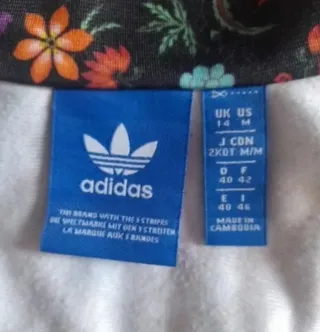 adidas
THE BRAND WITH THE 3 STRIPES
DIE WELTMARKE MIT DEN 3 STREIFEN
LA MARQUE AUX 3 BANDES
UK US
14 M
J CDN
2XOT M/M
D F
40 42
E I
40 46
MADE IN
CAMBODIA